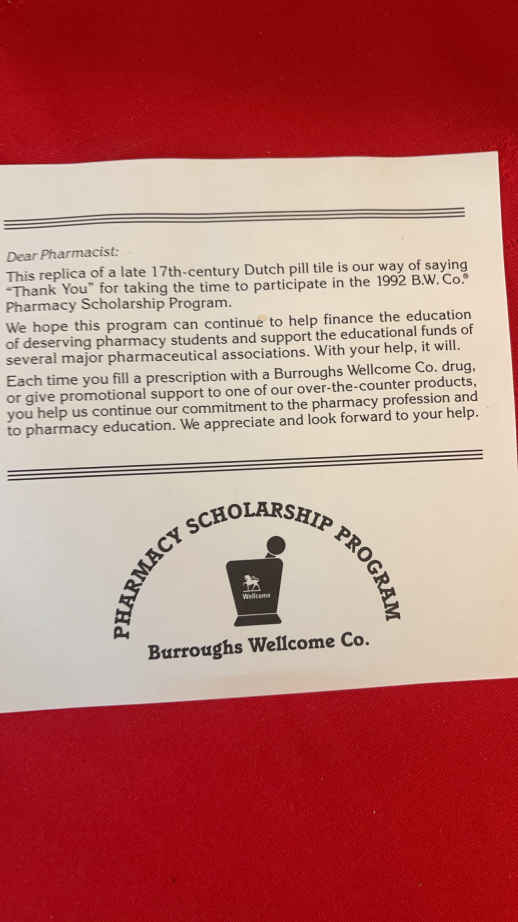 Dear Pharmacist:
This replica of a late 17th-century Dutch pill tile is our way of saying
“Thank You” for taking the time to participate in the 1992 B.W. Co.®
Pharmacy Scholarship Program.
We hope this program can continue to help finance the education
of deserving pharmacy students and support the educational funds of
several major pharmaceutical associations. With your help, it will.
Each time you fill a prescription with a Burroughs Wellcome Co. drug,
or give promotional support to one of our over-the-counter products,
you help us continue our commitment to the pharmacy profession and
to pharmacy education. We appreciate and look forward to your help.
PHARMACY SCHOLARSHIP PROGRAM
Wellcome
Burroughs Wellcome Co.